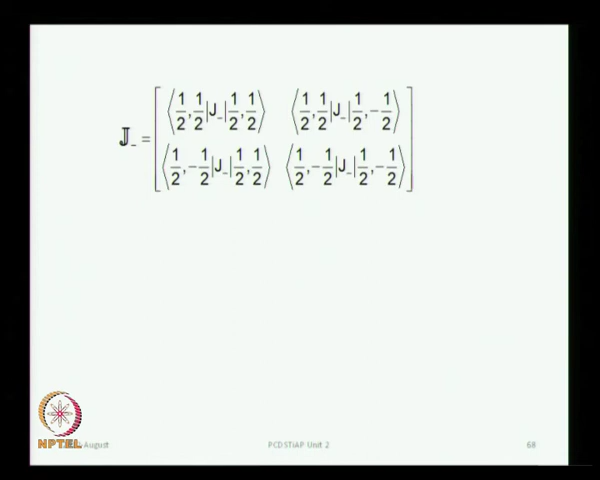 𝕁₋ = [ ⟨1/2, 1/2|J₋|1/2, 1/2⟩ ⟨1/2, 1/2|J₋|1/2, −1/2⟩
⟨1/2, −1/2|J₋|1/2, 1/2⟩ ⟨1/2, −1/2|J₋|1/2, −1/2⟩ ]
NPTEL August PCDSTiAP Unit 2 68